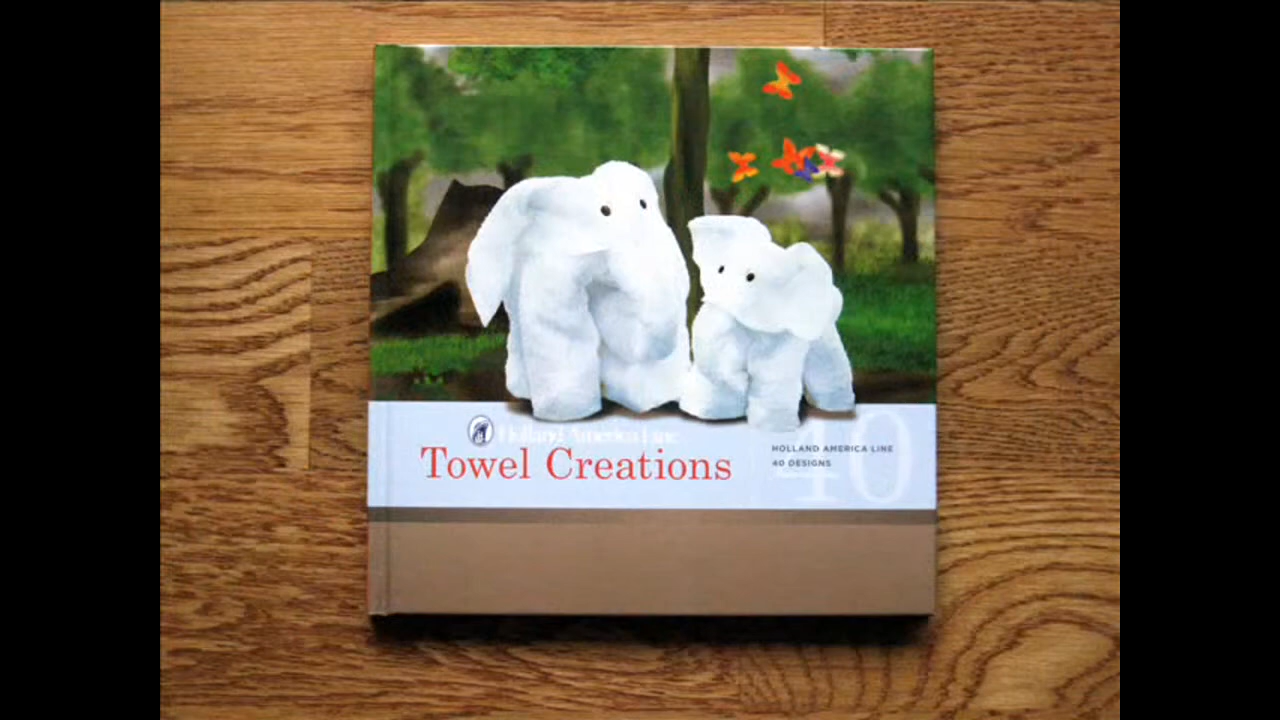 Holland America Line
Towel Creations
HOLLAND AMERICA LINE
40 DESIGNS
40